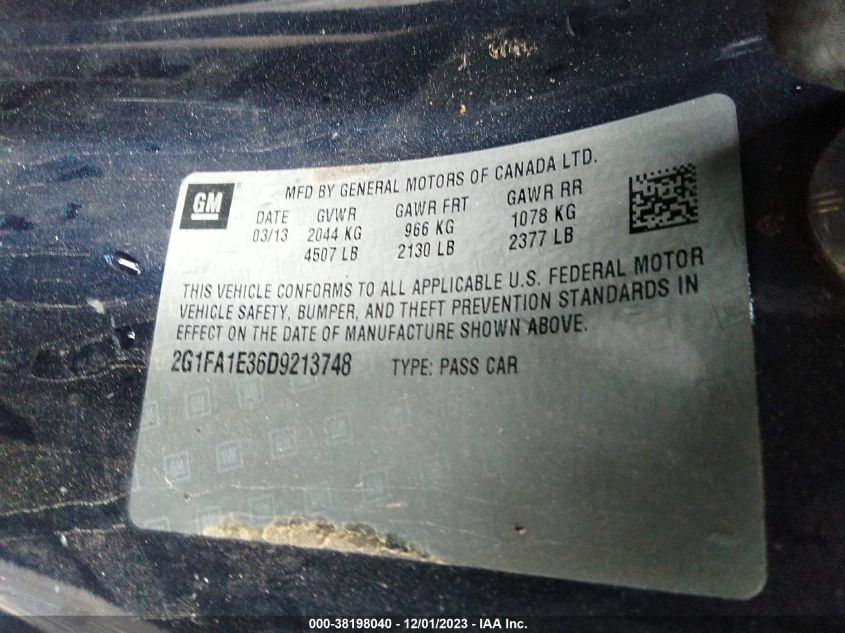 GM
MFD BY GENERAL MOTORS OF CANADA LTD.
DATE GVWR GAWR FRT GAWR RR
03/13 2044 KG 966 KG 1078 KG
4507 LB 2130 LB 2377 LB
THIS VEHICLE CONFORMS TO ALL APPLICABLE U.S. FEDERAL MOTOR
VEHICLE SAFETY, BUMPER, AND THEFT PREVENTION STANDARDS IN
EFFECT ON THE DATE OF MANUFACTURE SHOWN ABOVE.
2G1FA1E36D9213748 TYPE: PASS CAR
000-38198040 - 12/01/2023 - IAA Inc.